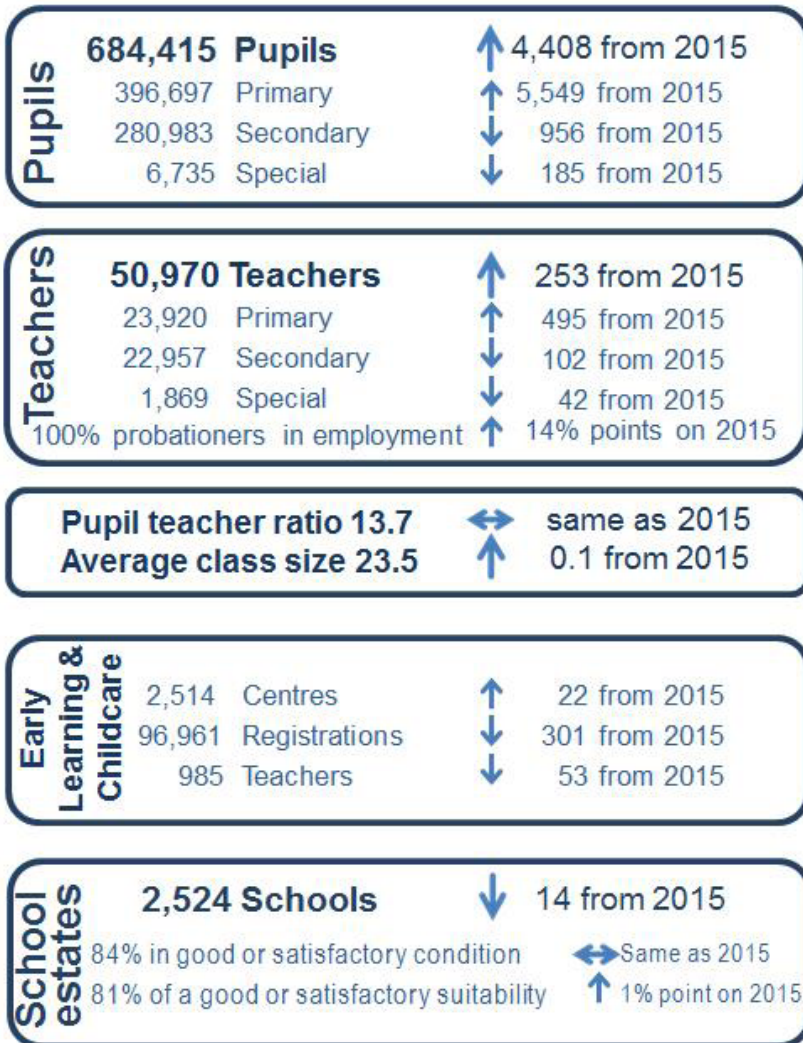 Pupils
684,415 Pupils 4,408 from 2015
396,697 Primary 5,549 from 2015
280,983 Secondary 956 from 2015
6,735 Special 185 from 2015
Teachers
50,970 Teachers 253 from 2015
23,920 Primary 495 from 2015
22,957 Secondary 102 from 2015
1,869 Special 42 from 2015
100% probationers in employment 14% points on 2015
Pupil teacher ratio 13.7 same as 2015
Average class size 23.5 0.1 from 2015
Early
Learning &
Childcare
2,514 Centres 22 from 2015
96,961 Registrations 301 from 2015
985 Teachers 53 from 2015
School
estates
2,524 Schools 14 from 2015
84% in good or satisfactory condition Same as 2015
81% of a good or satisfactory suitability 1% point on 2015